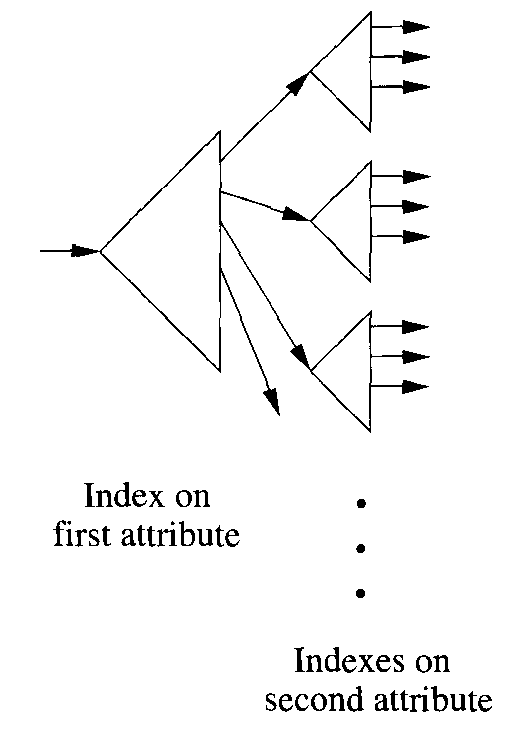 Index on
first attribute
Indexes on
second attribute